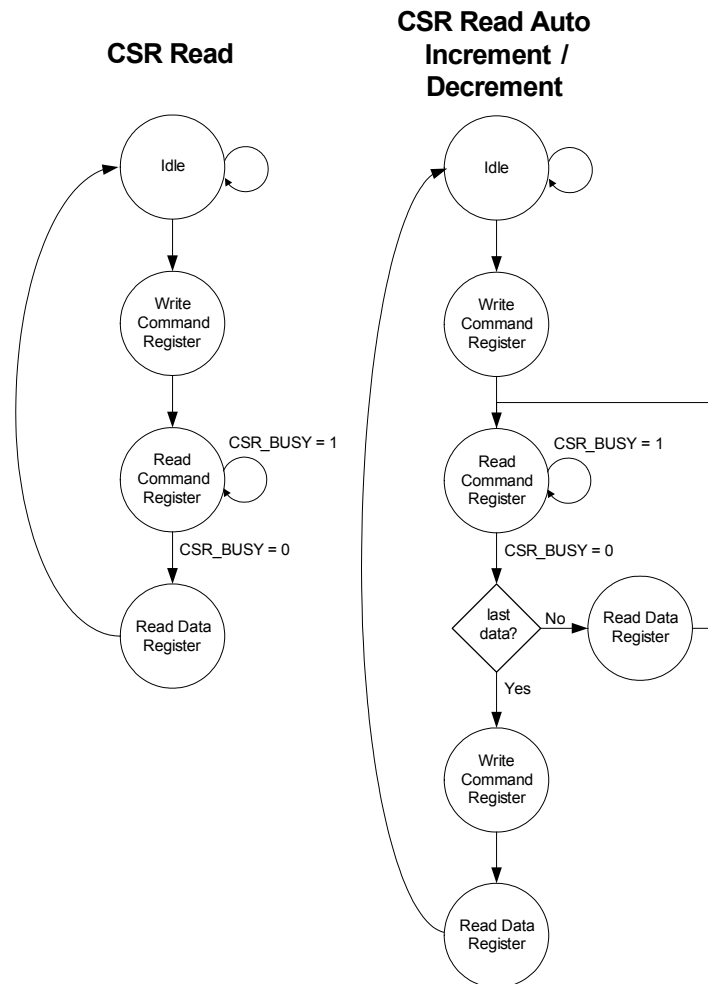 CSR Read
Idle
Write
Command
Register
Read
Command
Register
CSR_BUSY = 1
CSR_BUSY = 0
Read Data
Register
CSR Read Auto
Increment /
Decrement
Idle
Write
Command
Register
Read
Command
Register
CSR_BUSY = 1
CSR_BUSY = 0
last
data?
No
Read Data
Register
Yes
Write
Command
Register
Read Data
Register